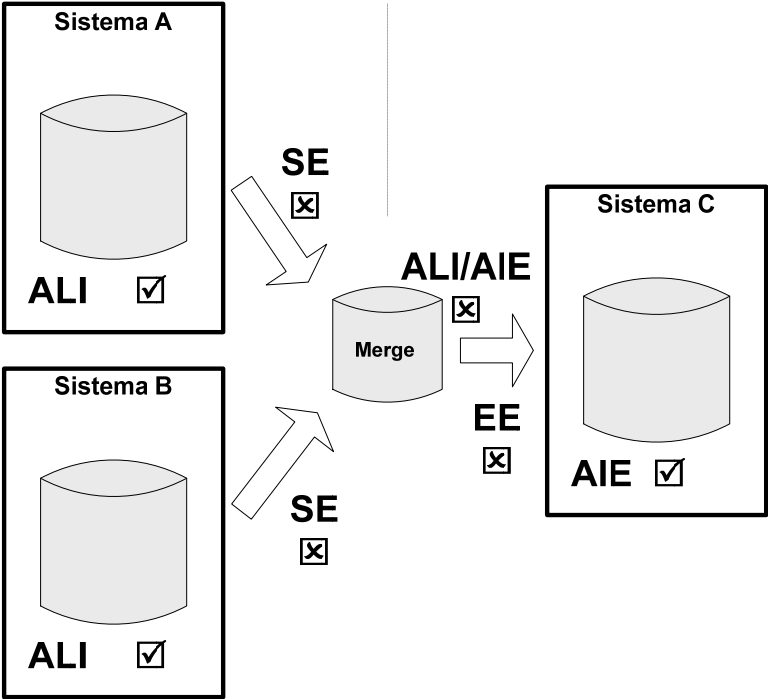 Sistema A
ALI
SE
Sistema B
ALI
SE
ALI/AIE
Merge
EE
Sistema C
AIE